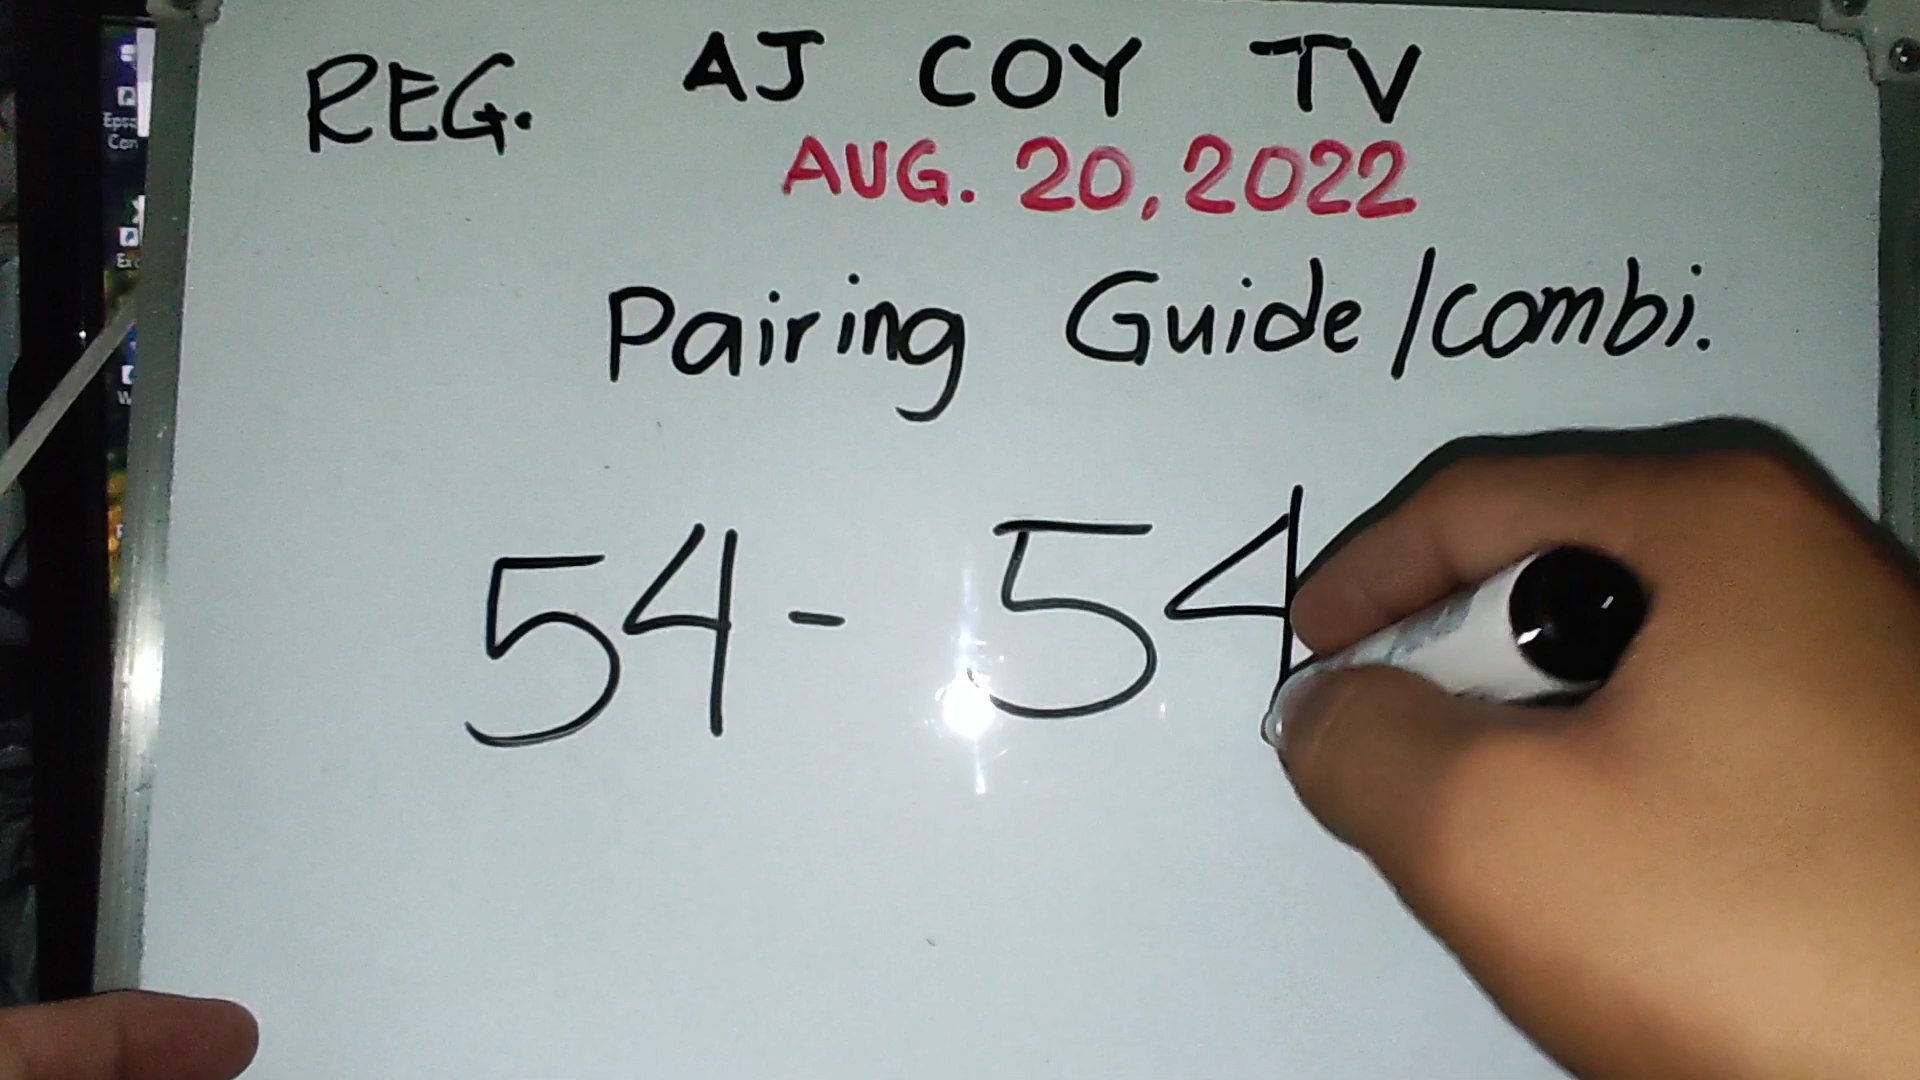 REG. AJ COY TV
AUG. 20, 2022
Pairing Guide/combi.
54 - 54